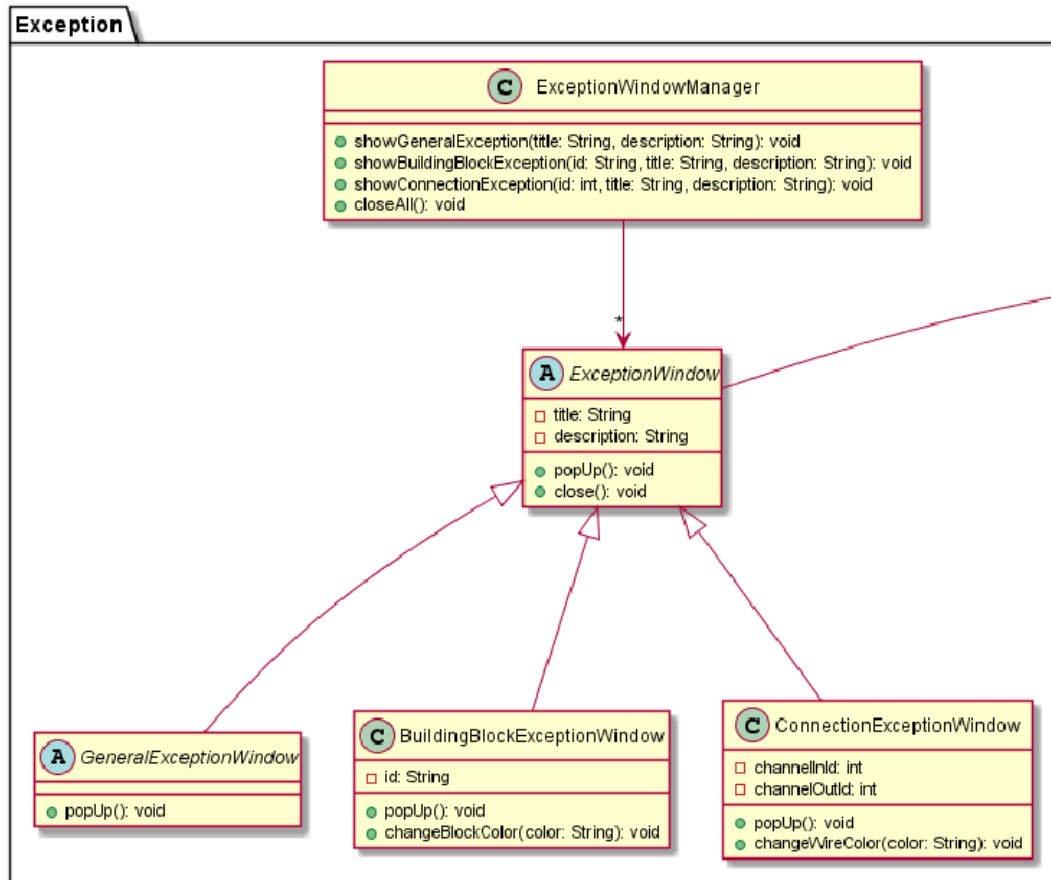 Exception
C ExceptionWindowManager
showGeneralException(title: String, description: String): void
showBuildingBlockException(id: String, title: String, description: String): void
showConnectionException(id: int, title: String, description: String): void
closeAll(): void
*
A ExceptionWindow
title: String
description: String
popUp(): void
close(): void
A GeneralExceptionWindow
popUp(): void
C BuildingBlockExceptionWindow
id: String
popUp(): void
changeBlockColor(color: String): void
C ConnectionExceptionWindow
channelInId: int
channelOutId: int
popUp(): void
changeWireColor(color: String): void